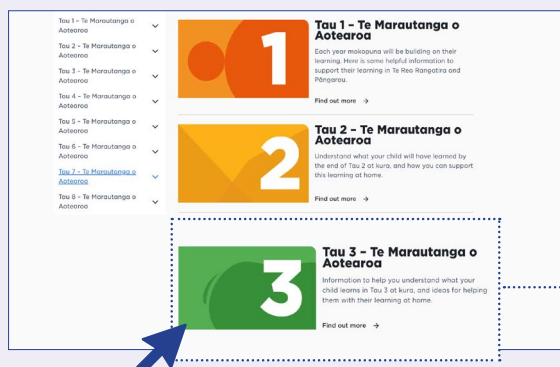 Tau 1 – Te Marautanga o
Aotearoa
Tau 2 – Te Marautanga o
Aotearoa
Tau 3 – Te Marautanga o
Aotearoa
Tau 4 – Te Marautanga o
Aotearoa
Tau 5 – Te Marautanga o
Aotearoa
Tau 6 – Te Marautanga o
Aotearoa
Tau 7 – Te Marautanga o
Aotearoa
Tau 8 – Te Marautanga o
Aotearoa
1
Tau 1 – Te Marautanga o
Aotearoa
Each year mokopuna will be building on their
learning. Here is some helpful information to
support their learning in Te Reo Rangatira and
Pāngarau.
Find out more →
2
Tau 2 – Te Marautanga o
Aotearoa
Understand what your child will have learned by
the end of Tau 2 at kura, and how you can support
this learning at home.
Find out more →
3
Tau 3 – Te Marautanga o
Aotearoa
Information to help you understand what your
child learns in Tau 3 at kura, and ideas for helping
them with their learning at home.
Find out more →